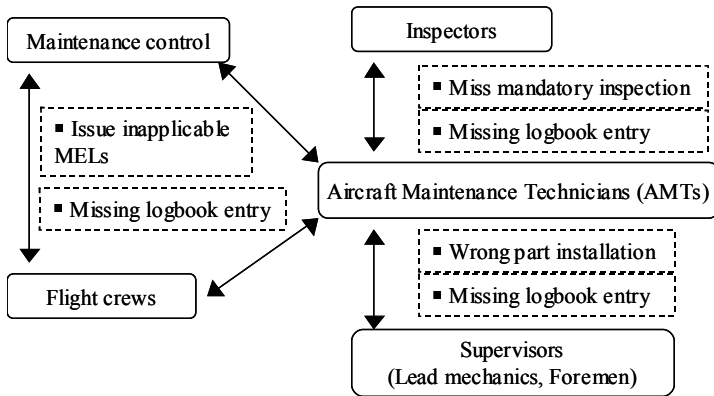 Maintenance control
Inspectors
▪ Miss mandatory inspection
▪ Missing logbook entry
▪ Issue inapplicable
MELs
▪ Missing logbook entry
Aircraft Maintenance Technicians (AMTs)
▪ Wrong part installation
▪ Missing logbook entry
Flight crews
Supervisors
(Lead mechanics, Foremen)